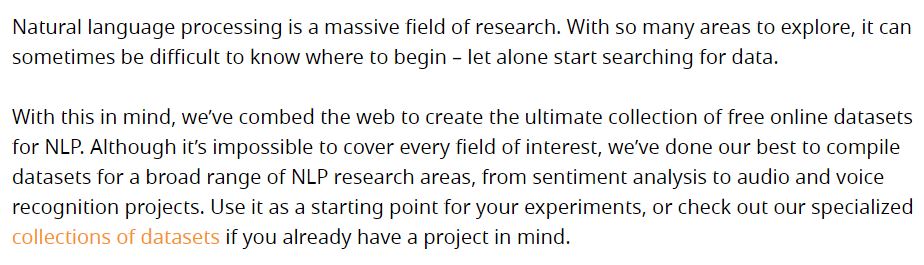 Natural language processing is a massive field of research. With so many areas to explore, it can
sometimes be difficult to know where to begin – let alone start searching for data.
With this in mind, we’ve combed the web to create the ultimate collection of free online datasets
for NLP. Although it’s impossible to cover every field of interest, we’ve done our best to compile
datasets for a broad range of NLP research areas, from sentiment analysis to audio and voice
recognition projects. Use it as a starting point for your experiments, or check out our specialized
collections of datasets if you already have a project in mind.